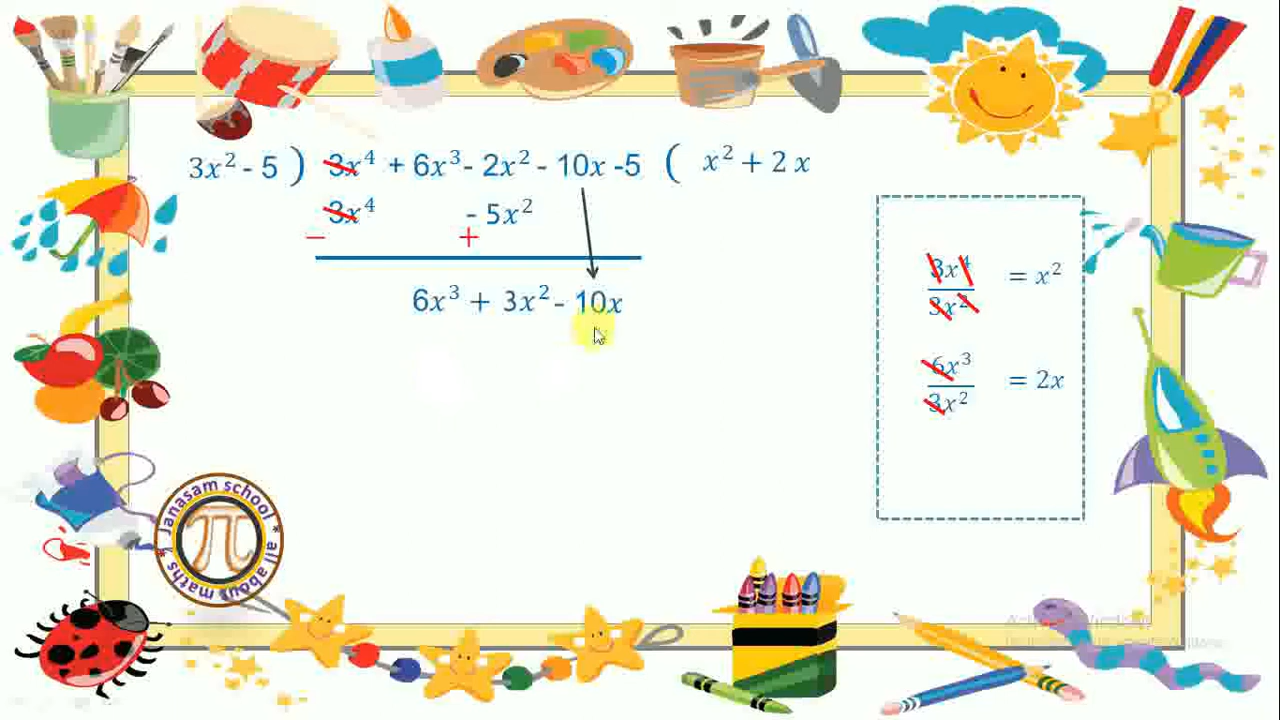 3x² - 5 ) 3x⁴ + 6x³- 2x² - 10x -5 ( x² + 2 x
3x⁴ - 5x²
− +
6x³ + 3x² - 10x
3x⁴
3x² = x²
6x³
3x² = 2x
Janasam school * all about maths *
π